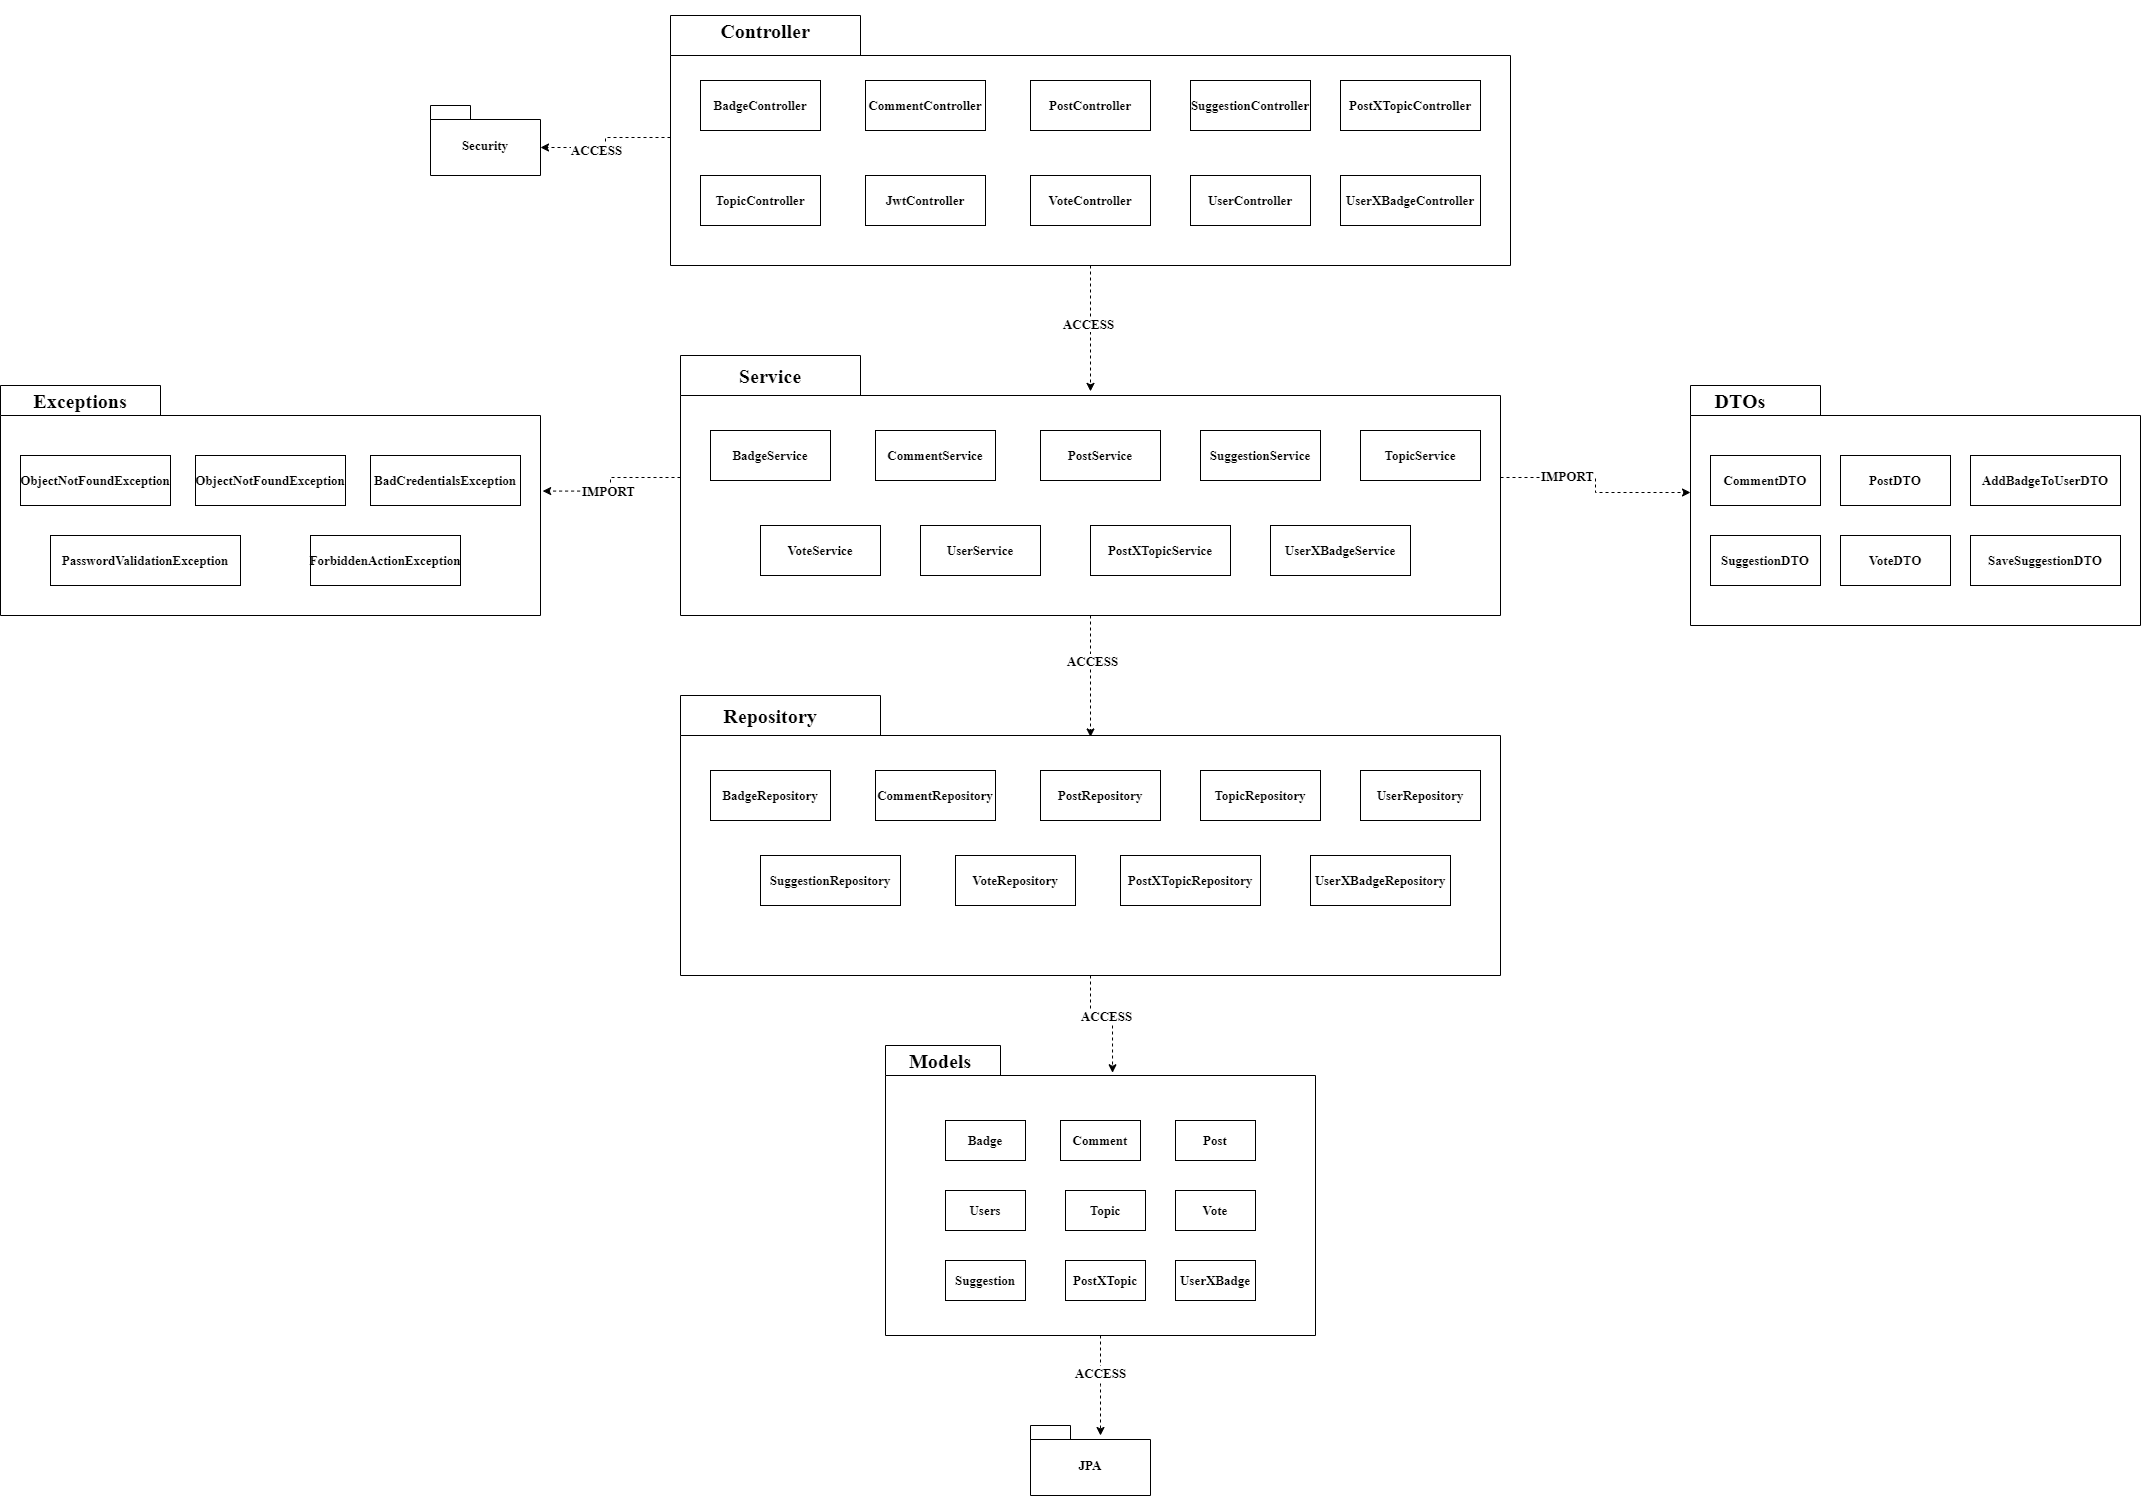 Controller
BadgeController
CommentController
PostController
SuggestionController
PostXTopicController
Security
ACCESS
TopicController
JwtController
VoteController
UserController
UserXBadgeController
ACCESS
Service
Exceptions
DTOs
BadgeService
CommentService
PostService
SuggestionService
TopicService
ObjectNotFoundException
ObjectNotFoundException
BadCredentialsException
IMPORT
IMPORT
CommentDTO
PostDTO
AddBadgeToUserDTO
VoteService
UserService
PostXTopicService
UserXBadgeService
PasswordValidationException
ForbiddenActionException
SuggestionDTO
VoteDTO
SaveSuggestionDTO
ACCESS
Repository
BadgeRepository
CommentRepository
PostRepository
TopicRepository
UserRepository
SuggestionRepository
VoteRepository
PostXTopicRepository
UserXBadgeRepository
ACCESS
Models
Badge
Comment
Post
Users
Topic
Vote
Suggestion
PostXTopic
UserXBadge
ACCESS
JPA